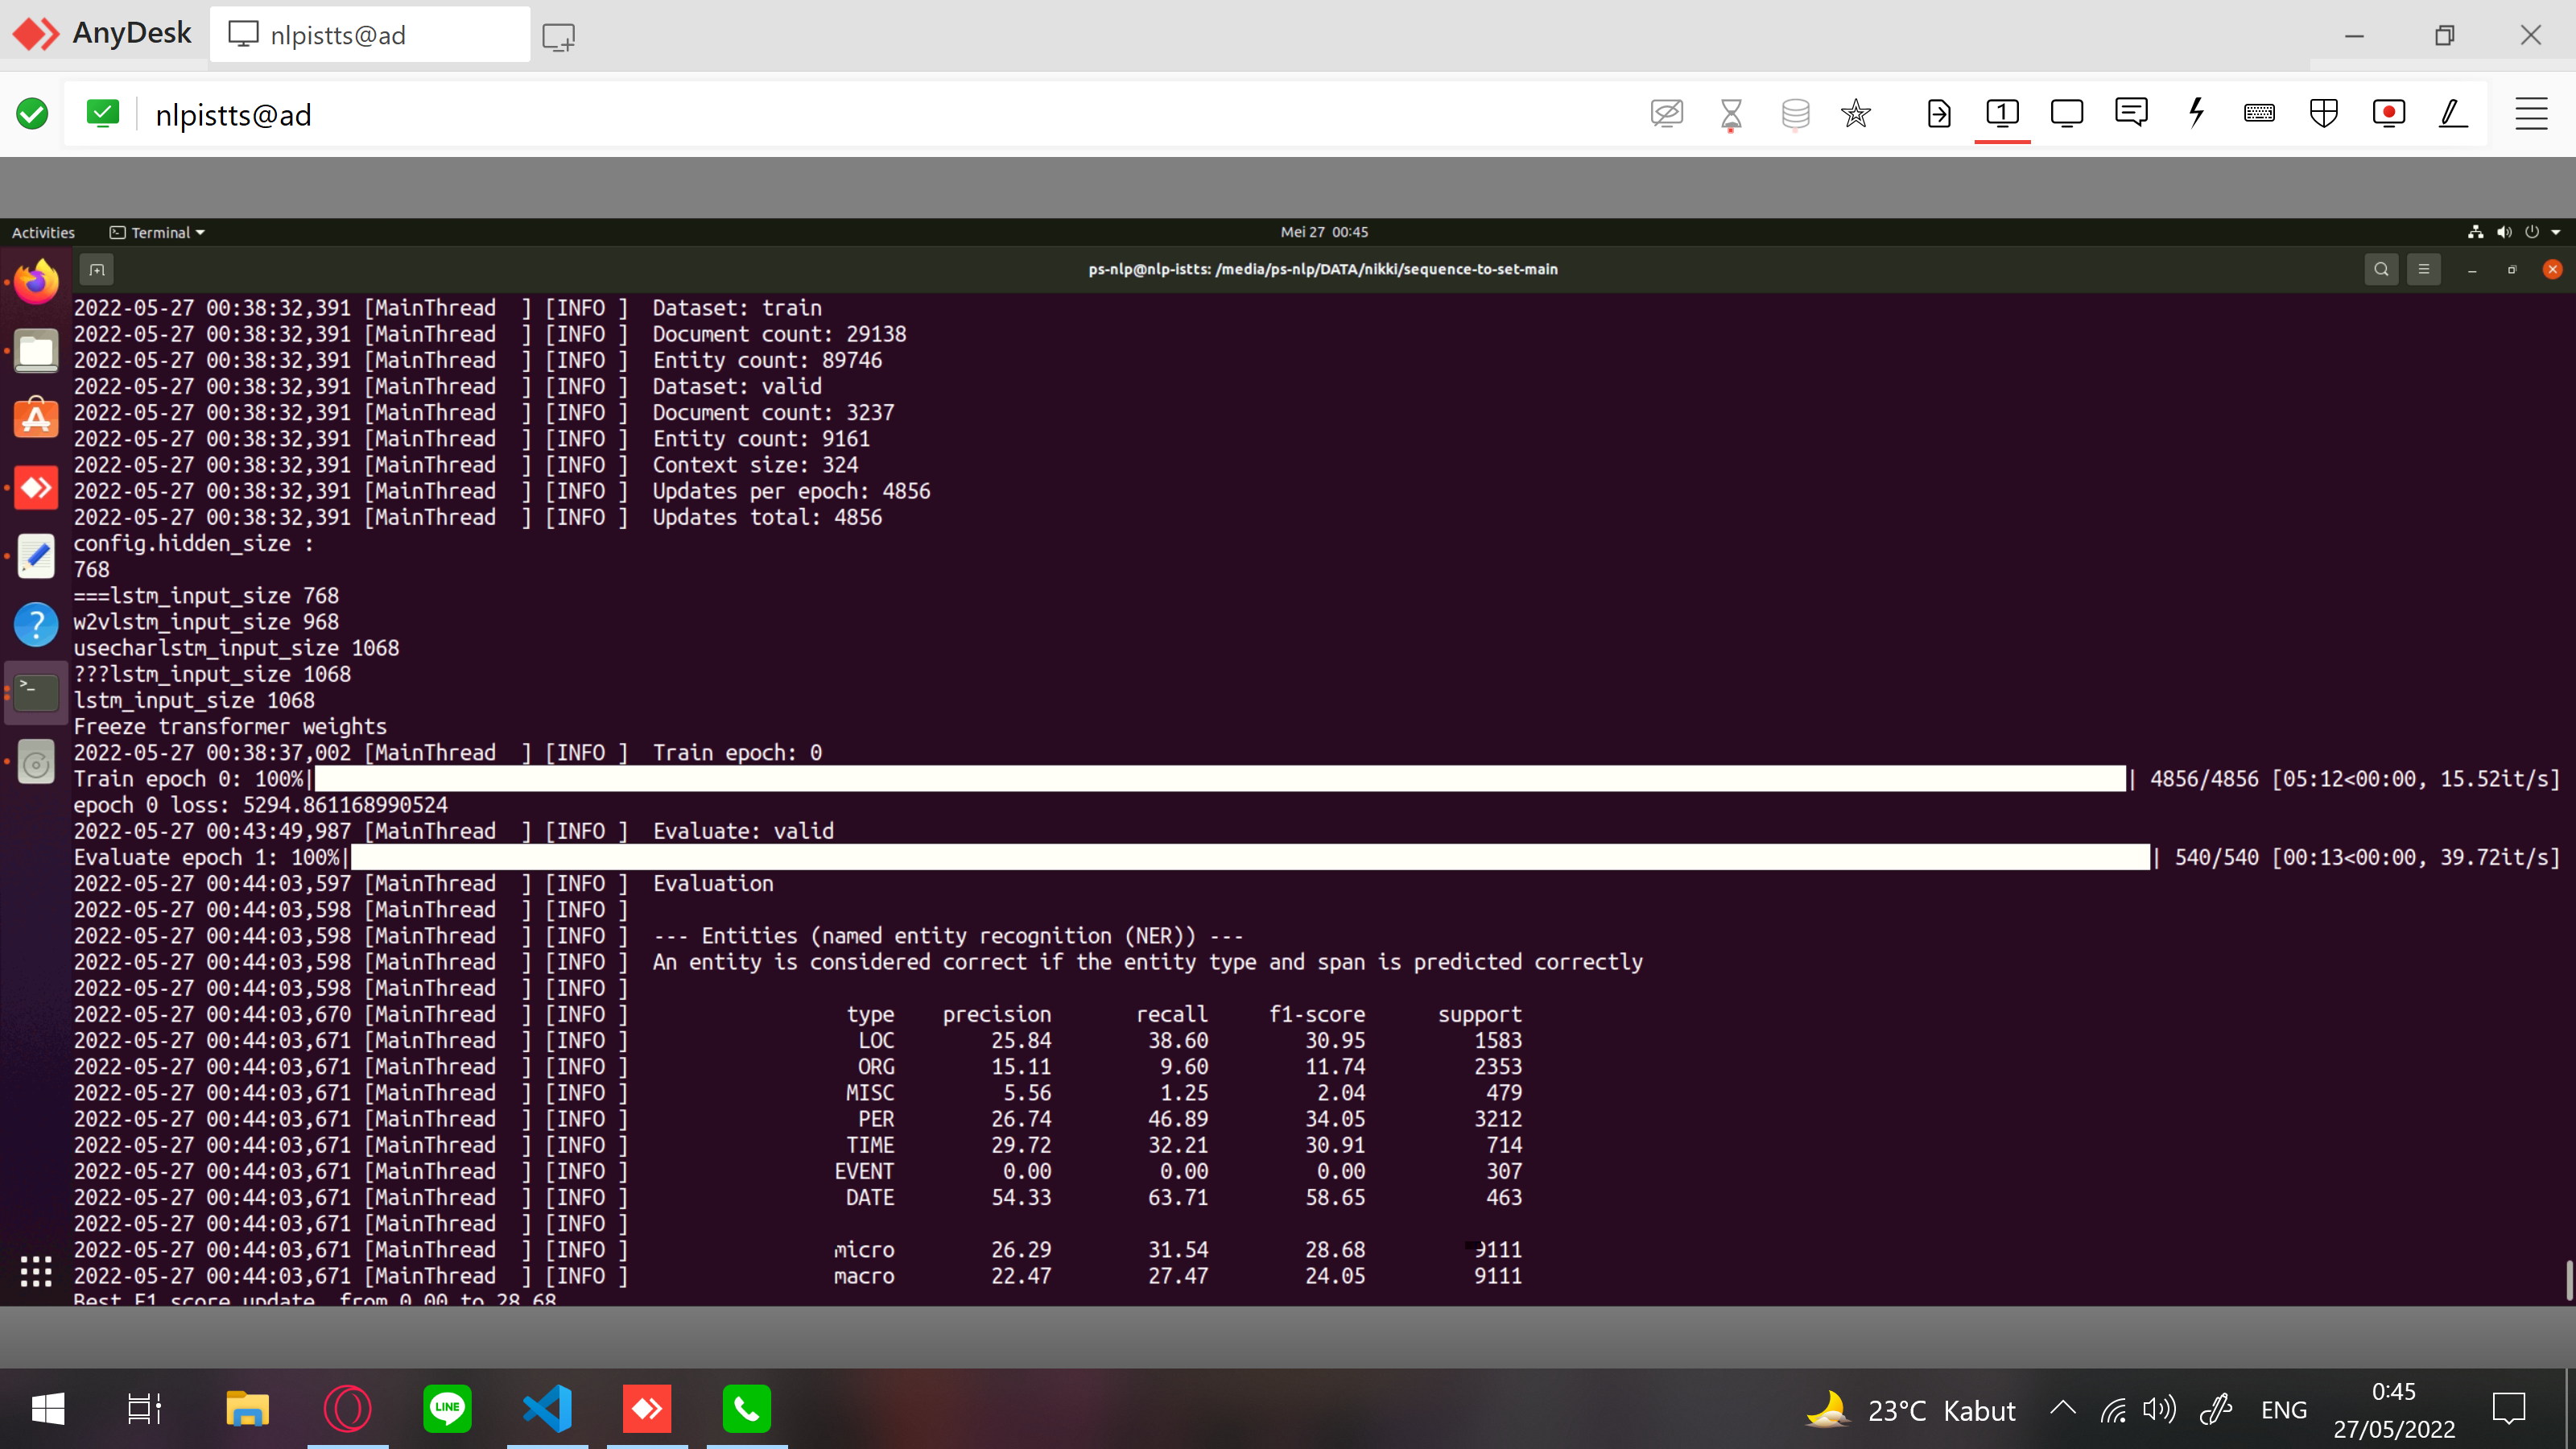 AnyDesk nlpistts@ad
nlpistts@ad
1
Activities Terminal Mei 27 00:45
ps-nlp@nlp-istts: /media/ps-nlp/DATA/nikki/sequence-to-set-main
2022-05-27 00:38:32,391 [MainThread ] [INFO ] Dataset: train
2022-05-27 00:38:32,391 [MainThread ] [INFO ] Document count: 29138
2022-05-27 00:38:32,391 [MainThread ] [INFO ] Entity count: 89746
2022-05-27 00:38:32,391 [MainThread ] [INFO ] Dataset: valid
2022-05-27 00:38:32,391 [MainThread ] [INFO ] Document count: 3237
2022-05-27 00:38:32,391 [MainThread ] [INFO ] Entity count: 9161
2022-05-27 00:38:32,391 [MainThread ] [INFO ] Context size: 324
2022-05-27 00:38:32,391 [MainThread ] [INFO ] Updates per epoch: 4856
2022-05-27 00:38:32,391 [MainThread ] [INFO ] Updates total: 4856
config.hidden_size :
768
===lstm_input_size 768
w2vlstm_input_size 968
usecharlstm_input_size 1068
???lstm_input_size 1068
lstm_input_size 1068
Freeze transformer weights
2022-05-27 00:38:37,002 [MainThread ] [INFO ] Train epoch: 0
Train epoch 0: 100%| | 4856/4856 [05:12<00:00, 15.52it/s]
epoch 0 loss: 5294.861168990524
2022-05-27 00:43:49,987 [MainThread ] [INFO ] Evaluate: valid
Evaluate epoch 1: 100%| | 540/540 [00:13<00:00, 39.72it/s]
2022-05-27 00:44:03,597 [MainThread ] [INFO ] Evaluation
2022-05-27 00:44:03,598 [MainThread ] [INFO ]
2022-05-27 00:44:03,598 [MainThread ] [INFO ] --- Entities (named entity recognition (NER)) ---
2022-05-27 00:44:03,598 [MainThread ] [INFO ] An entity is considered correct if the entity type and span is predicted correctly
2022-05-27 00:44:03,598 [MainThread ] [INFO ]
2022-05-27 00:44:03,670 [MainThread ] [INFO ] type precision recall f1-score support
2022-05-27 00:44:03,671 [MainThread ] [INFO ] LOC 25.84 38.60 30.95 1583
2022-05-27 00:44:03,671 [MainThread ] [INFO ] ORG 15.11 9.60 11.74 2353
2022-05-27 00:44:03,671 [MainThread ] [INFO ] MISC 5.56 1.25 2.04 479
2022-05-27 00:44:03,671 [MainThread ] [INFO ] PER 26.74 46.89 34.05 3212
2022-05-27 00:44:03,671 [MainThread ] [INFO ] TIME 29.72 32.21 30.91 714
2022-05-27 00:44:03,671 [MainThread ] [INFO ] EVENT 0.00 0.00 0.00 307
2022-05-27 00:44:03,671 [MainThread ] [INFO ] DATE 54.33 63.71 58.65 463
2022-05-27 00:44:03,671 [MainThread ] [INFO ]
2022-05-27 00:44:03,671 [MainThread ] [INFO ] micro 26.29 31.54 28.68 9111
2022-05-27 00:44:03,671 [MainThread ] [INFO ] macro 22.47 27.47 24.05 9111
Best F1 score update, from 0.00 to 28.68
LINE
23°C Kabut
ENG
0:45
27/05/2022